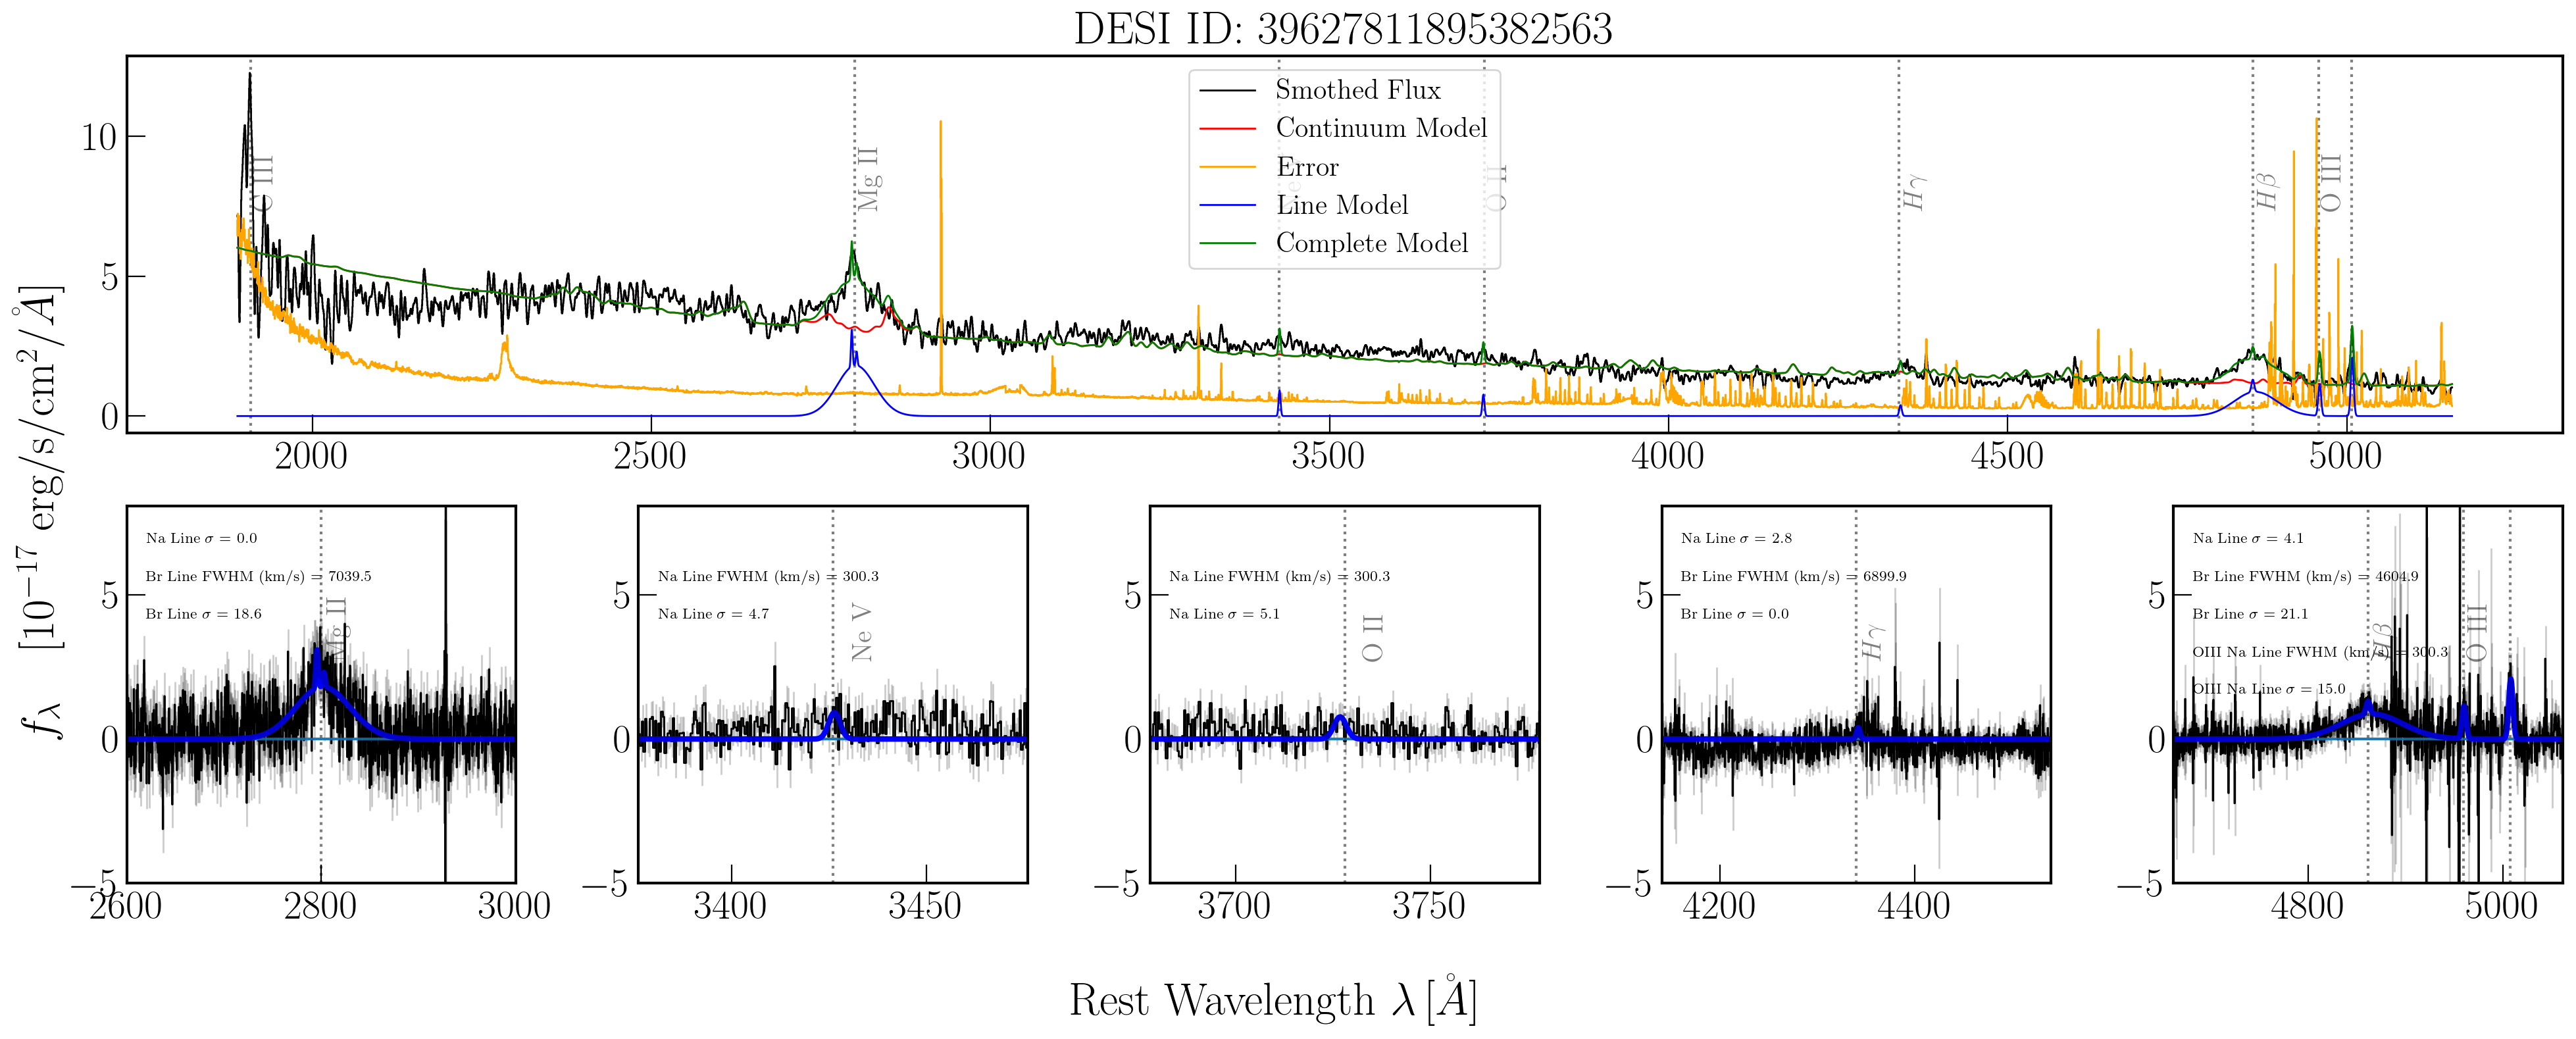 DESI ID: 39627811895382563
Smothed Flux
Continuum Model
Error
Line Model
Complete Model
Mg II
O II
Hγ
Hβ
O III
10
5
0
2000
2500
3000
3500
4000
4500
5000
f_λ [10^{-17} erg/s/cm^2/Å]
Na Line σ = 0.0
Br Line FWHM (km/s) = 7039.5
Br Line σ = 18.6
Mg II
5
0
−5
2600
2800
3000
Na Line FWHM (km/s) = 300.3
Na Line σ = 4.7
Ne V
5
0
−5
3400
3450
Na Line FWHM (km/s) = 300.3
Na Line σ = 5.1
O II
5
0
−5
3700
3750
Na Line σ = 2.8
Br Line FWHM (km/s) = 6899.9
Br Line σ = 0.0
Hγ
5
0
−5
4200
4400
Na Line σ = 4.1
Br Line FWHM (km/s) = 4604.9
Br Line σ = 21.1
OIII Na Line FWHM (km/s) = 300.3
OIII Na Line σ = 15.0
Hβ
O III
5
0
−5
4800
5000
Rest Wavelength λ [Å]